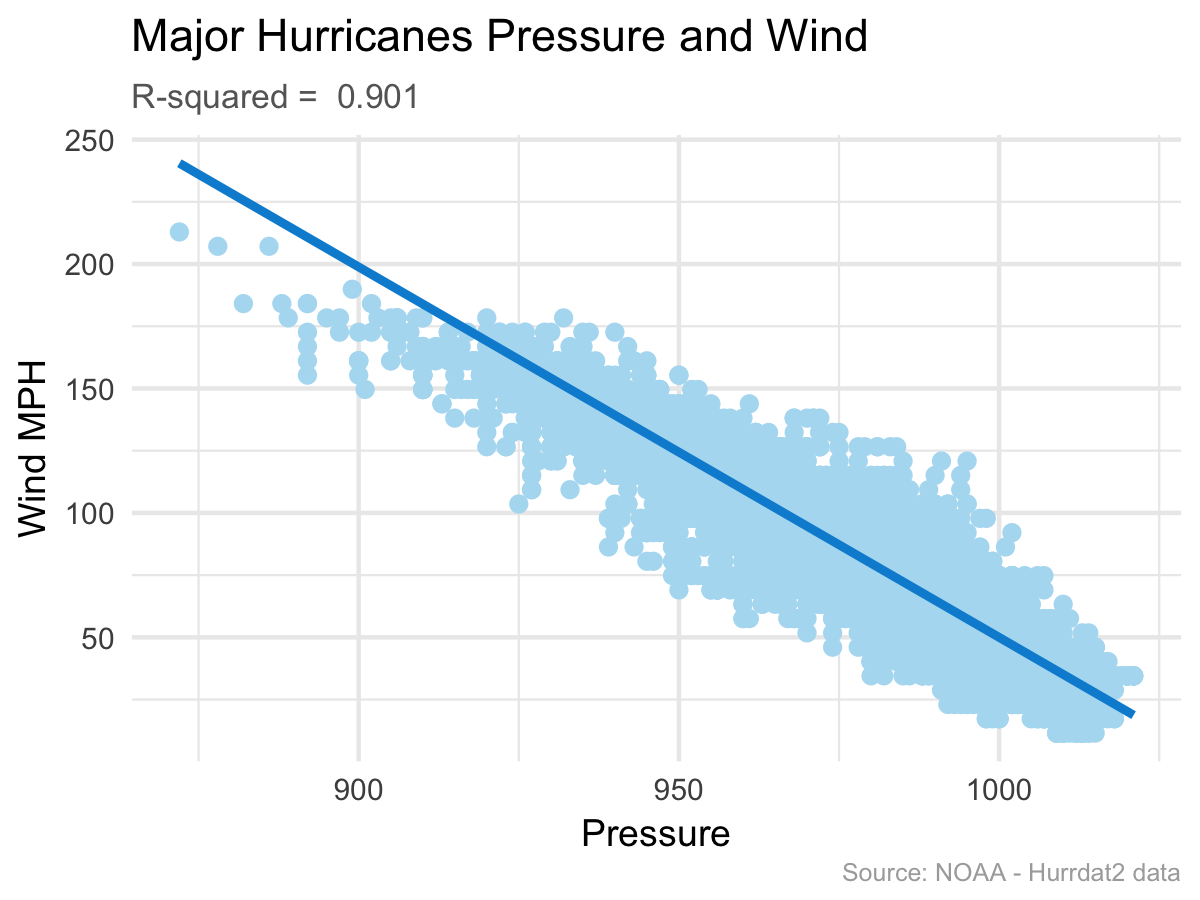 Major Hurricanes Pressure and Wind
R-squared =  0.901
250
200
150
100
50
Wind MPH
900 950 1000
Pressure
Source: NOAA - Hurrdat2 data